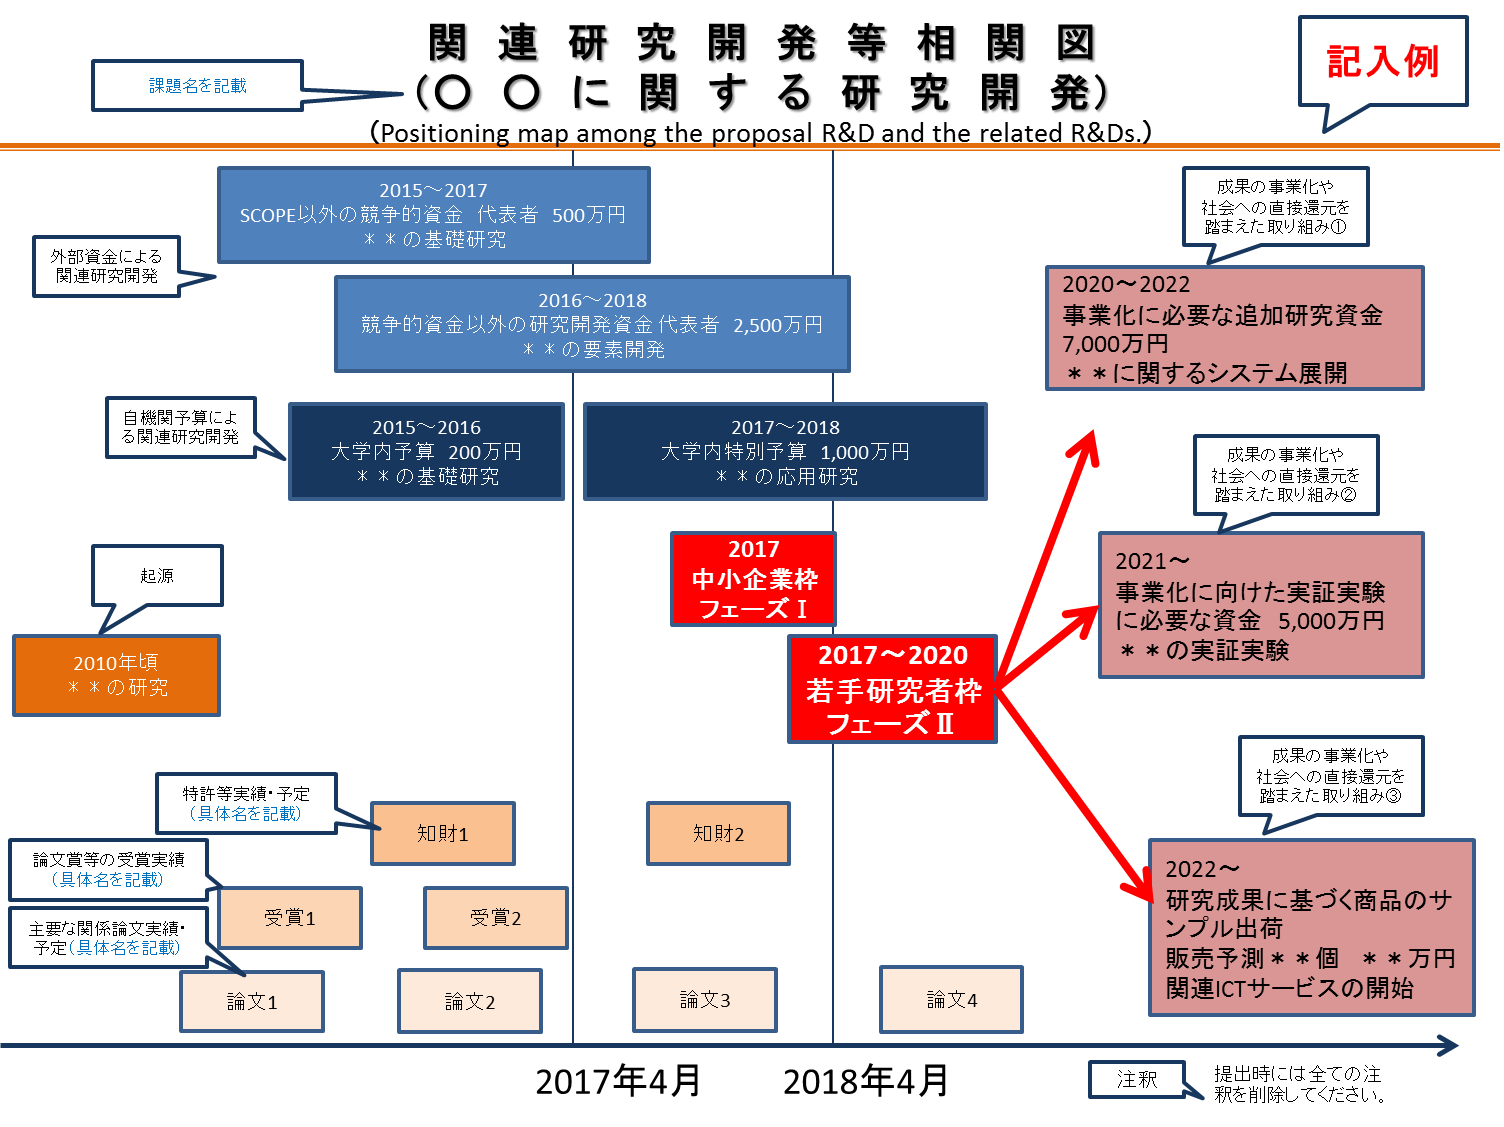 関連研究開発等相関図
(〇〇に関する研究開発)
(Positioning map among the proposal R&D and the related R&Ds.)
課題名を記載
記入例
2015～2017
SCOPE以外の競争的資金 代表者 500万円
＊＊の基礎研究
外部資金による
関連研究開発
2016～2018
競争的資金以外の研究開発資金 代表者 2,500万円
＊＊の要素開発
成果の事業化や
社会への直接還元を
踏まえた取り組み①
2020～2022
事業化に必要な追加研究資金
7,000万円
＊＊に関するシステム展開
自機関予算によ
る関連研究開発
2015～2016
大学内予算 200万円
＊＊の基礎研究
2017～2018
大学内特別予算 1,000万円
＊＊の応用研究
成果の事業化や
社会への直接還元を
踏まえた取り組み②
2021～
事業化に向けた実証実験
に必要な資金 5,000万円
＊＊の実証実験
2017
中小企業枠
フェーズⅠ
起源
2010年頃
＊＊の研究
2017～2020
若手研究者枠
フェーズⅡ
成果の事業化や
社会への直接還元を
踏まえた取り組み③
特許等実績・予定
(具体名を記載)
知財1
知財2
論文賞等の受賞実績
(具体名を記載)
受賞1
受賞2
2022～
研究成果に基づく商品のサ
ンプル出荷
販売予測＊＊個 ＊＊万円
関連ICTサービスの開始
主要な関係論文実績・
予定(具体名を記載)
論文1
論文2
論文3
論文4
2017年4月
2018年4月
注釈
提出時には全ての注
釈を削除してください。